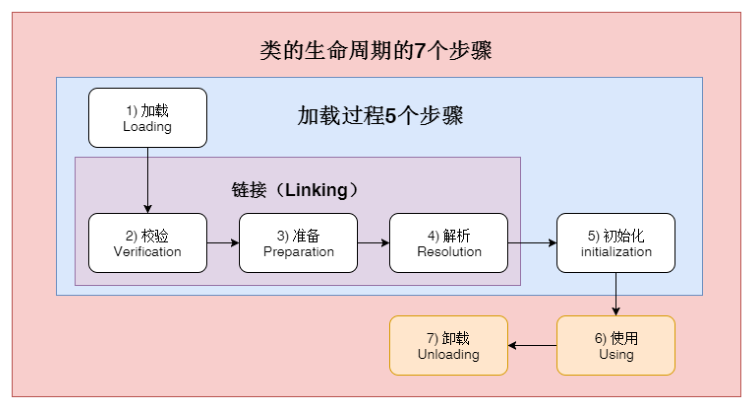 类的生命周期的7个步骤
加载过程5个步骤
1) 加载
Loading
链接（Linking）
2) 校验
Verification
3) 准备
Preparation
4) 解析
Resolution
5) 初始化
initialization
6) 使用
Using
7) 卸载
Unloading